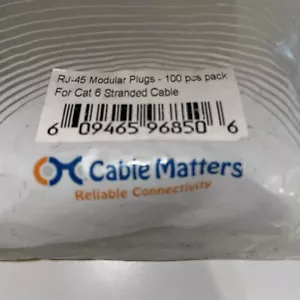 RJ-45 Modular Plugs - 100 pcs pack
For Cat 6 Stranded Cable
6 09465 96850 6
Cable Matters
Reliable Connectivity